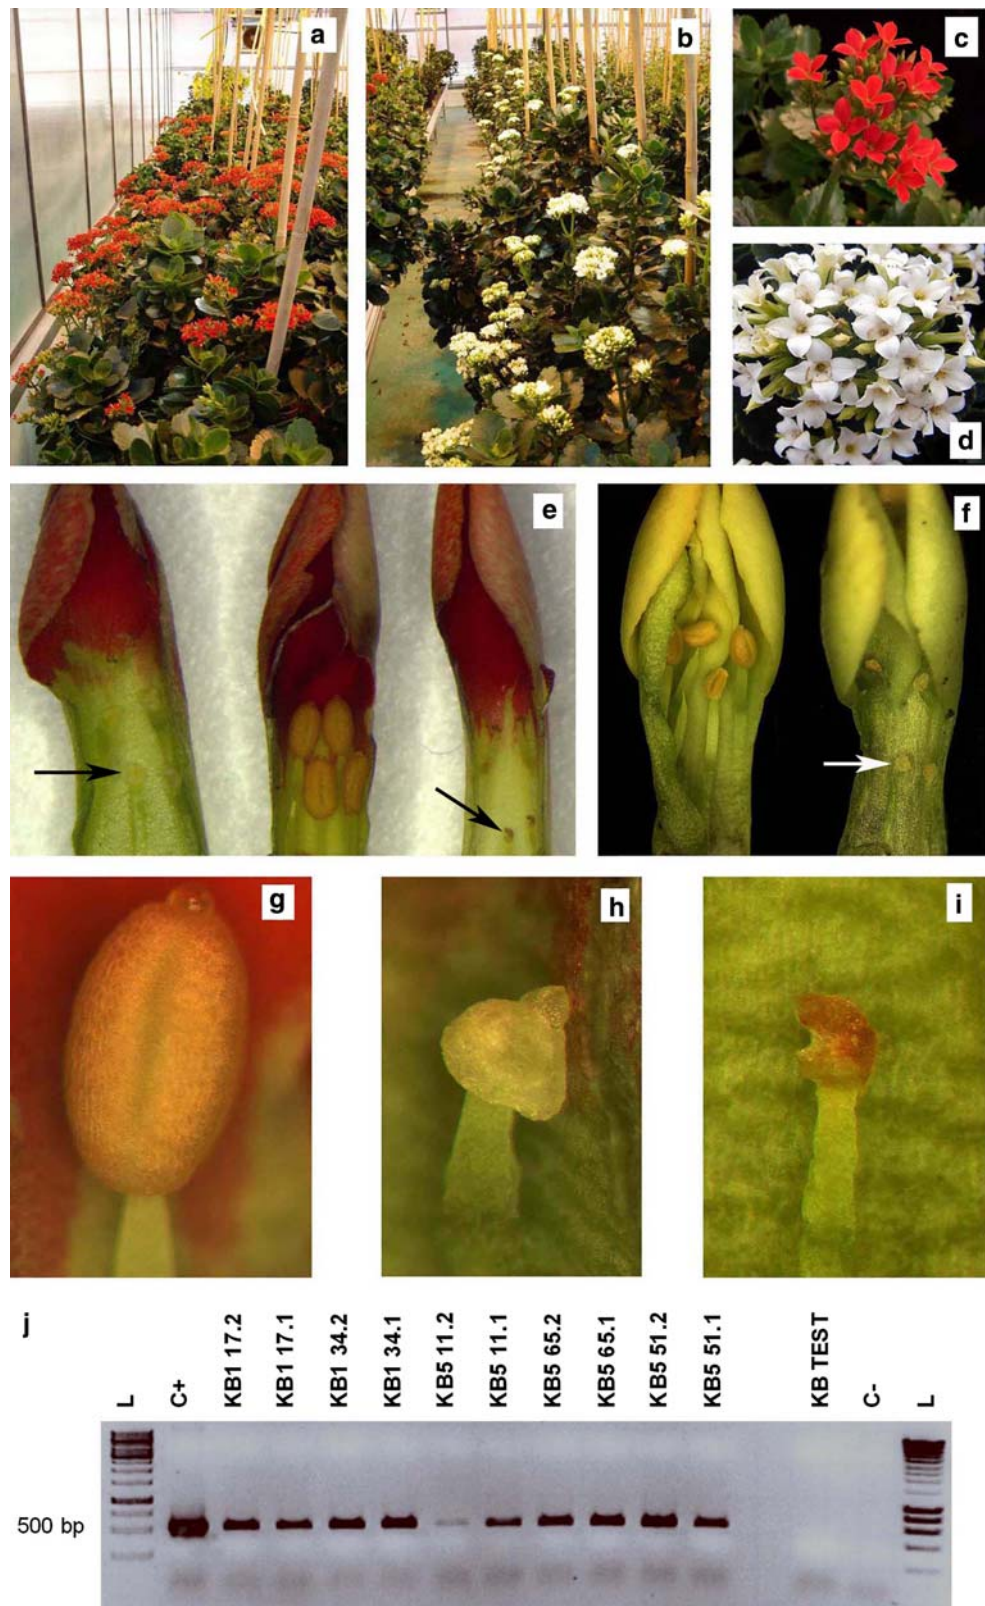 a
b
c
d
e
f
g
h
i
j
L
C+
KB1 17.2
KB1 17.1
KB1 34.2
KB1 34.1
KB5 11.2
KB5 11.1
KB5 65.2
KB5 65.1
KB5 51.2
KB5 51.1
KB TEST
C-
L
500 bp